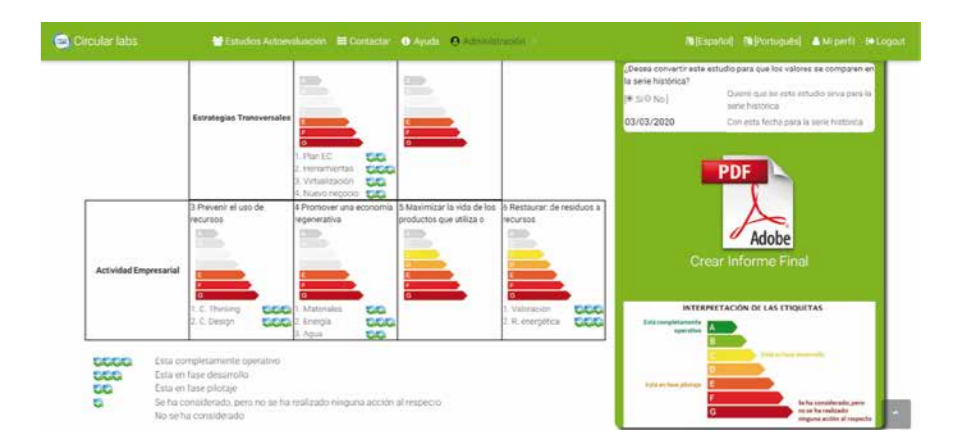 Circular labs
Estudios Autoevaluación Contactar Ayuda Administración
[Español] [Português] Mi perfil Logout
Estrategias Transversales
E
F
G
1. Plan EC
2. Herramientas
3. Virtualización
4. Nuevo negocio
Actividad Empresarial
3 Prevenir el uso de
recursos
E
F
G
1. C. Thinking
2. C. Design
4 Promover una economía
regenerativa
E
F
G
1. Materiales
2. Energía
3. Agua
5 Maximizar la vida de los
productos que utiliza o
6 Restaurar: de residuos a
recursos
1. Valoración
2. R. energética
Esta completamente operativo
Esta en fase desarrollo
Esta en fase pilotaje
Se ha considerado, pero no se ha realizado ninguna acción al respecto
No se ha considerado
¿Desea convertir este estudio para que los valores se comparen en
la serie histórica?
[Si No]
Quiero que se este estudio sirva para la
serie histórica
03/03/2020
Con esta fecha para la serie histórica
PDF
Adobe
Crear Informe Final
INTERPRETACIÓN DE LAS ETIQUETAS
Está completamente
operativo
A
B
C
Está en fase desarrollo
D
Está en fase pilotaje
E
F
G
Se ha considerado, pero
no se ha realizado
ninguna acción al respecto